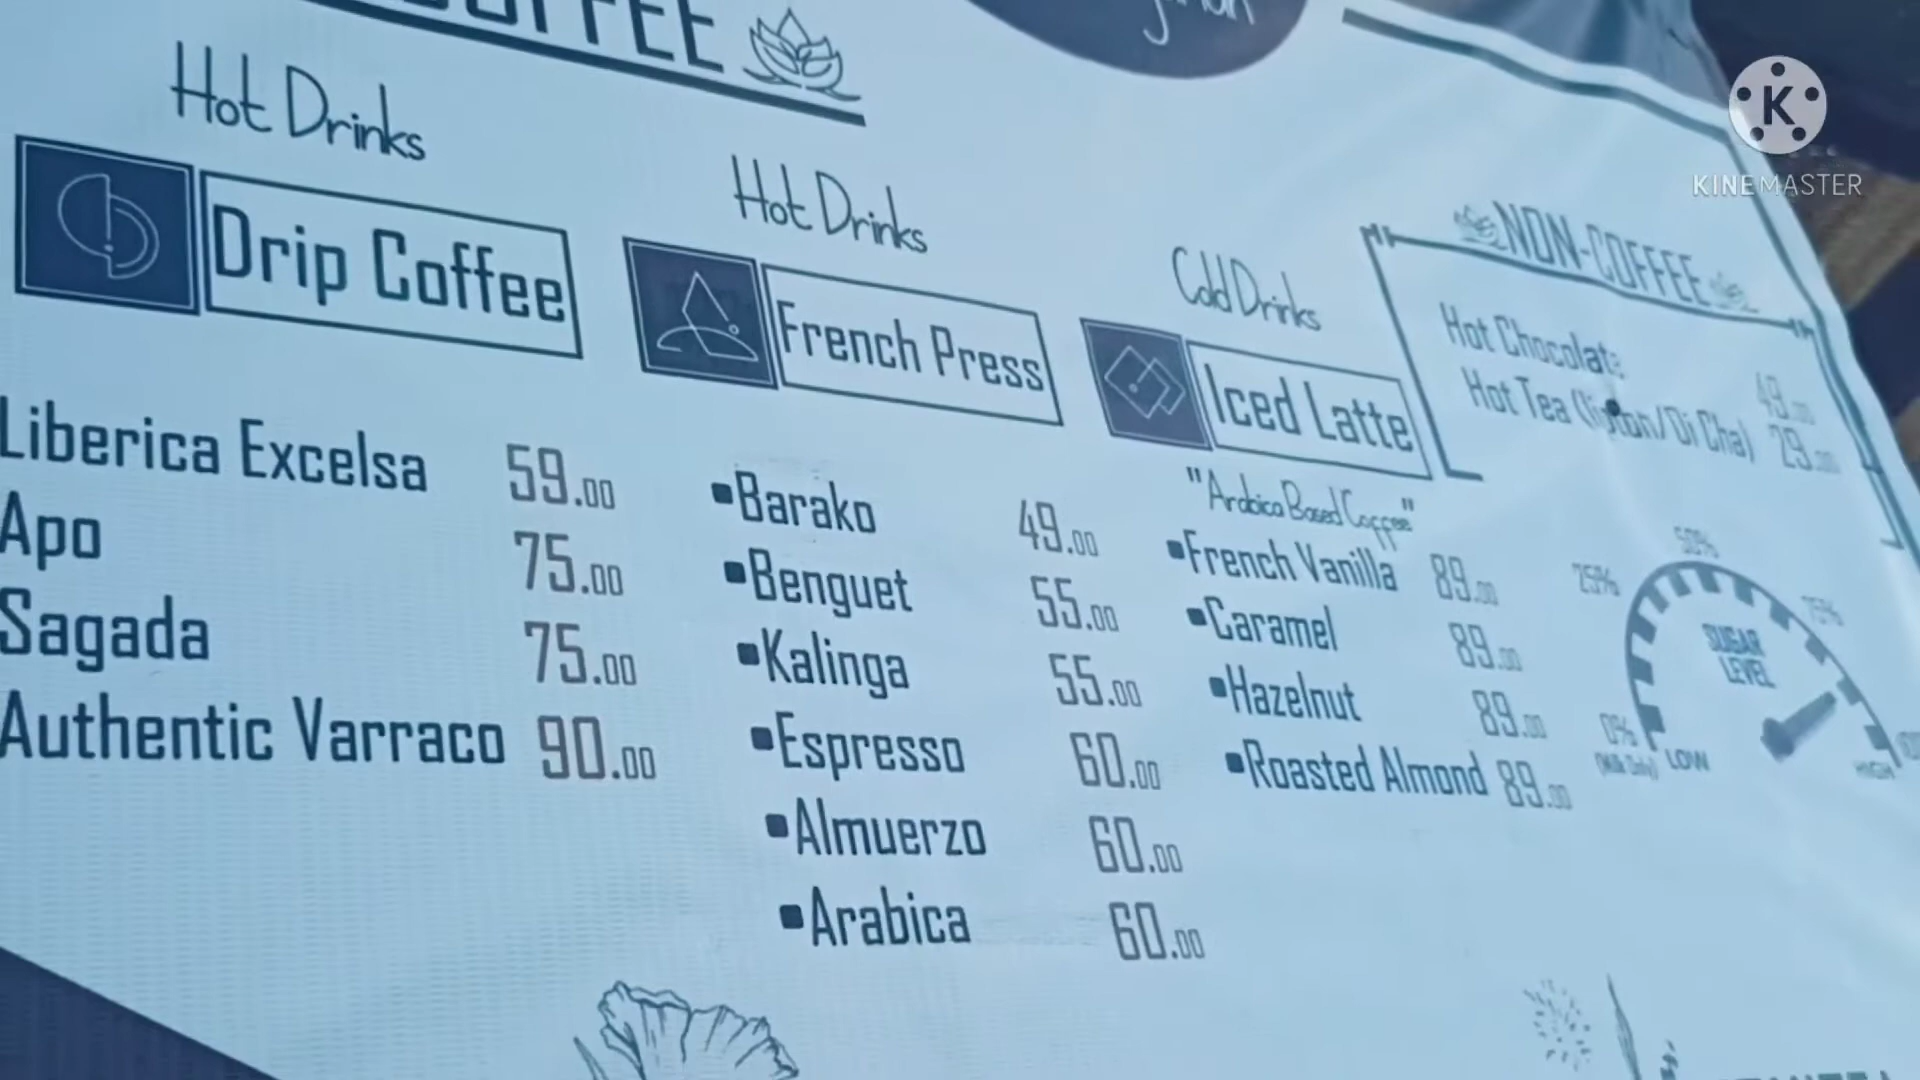 COFFEE
Hot Drinks
Drip Coffee
Liberica Excelsa 59.00
Apo 75.00
Sagada 75.00
Authentic Varraco 90.00
Hot Drinks
French Press
▪Barako 49.00
▪Benguet 55.00
▪Kalinga 55.00
▪Espresso 60.00
▪Almuerzo 60.00
▪Arabica 60.00
Cold Drinks
Iced Latte
"Arabica Based Coffee"
▪French Vanilla 89.00
▪Caramel 89.00
▪Hazelnut 89.00
▪Roasted Almond 89.00
NON-COFFEE
Hot Chocolate 49.00
Hot Tea (lipton/Di Cha) 29.00
50%
25% 75%
SUGAR
LEVEL
0%
(Milk Only) LOW HIGH
K
KINEMASTER